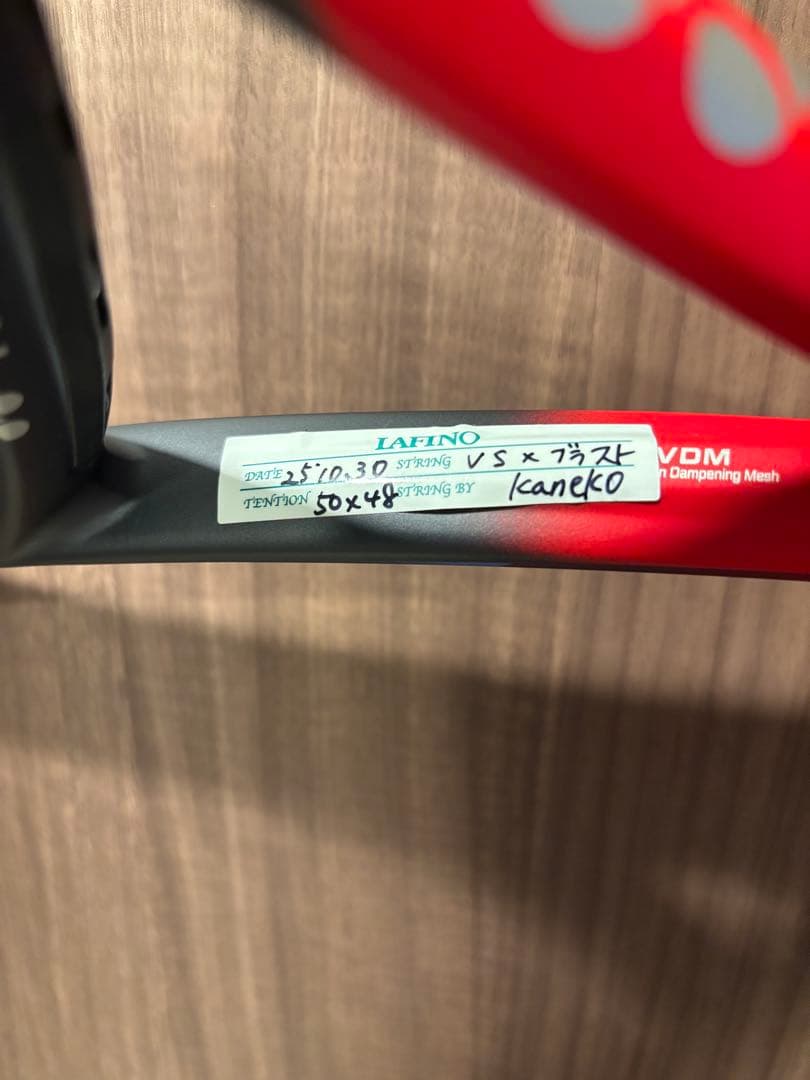 LAFINO
DATE 25'10.30 STRING VS×ブラスト
TENTION 50×48 STRING BY Kaneko
VDM
n Dampening Mesh